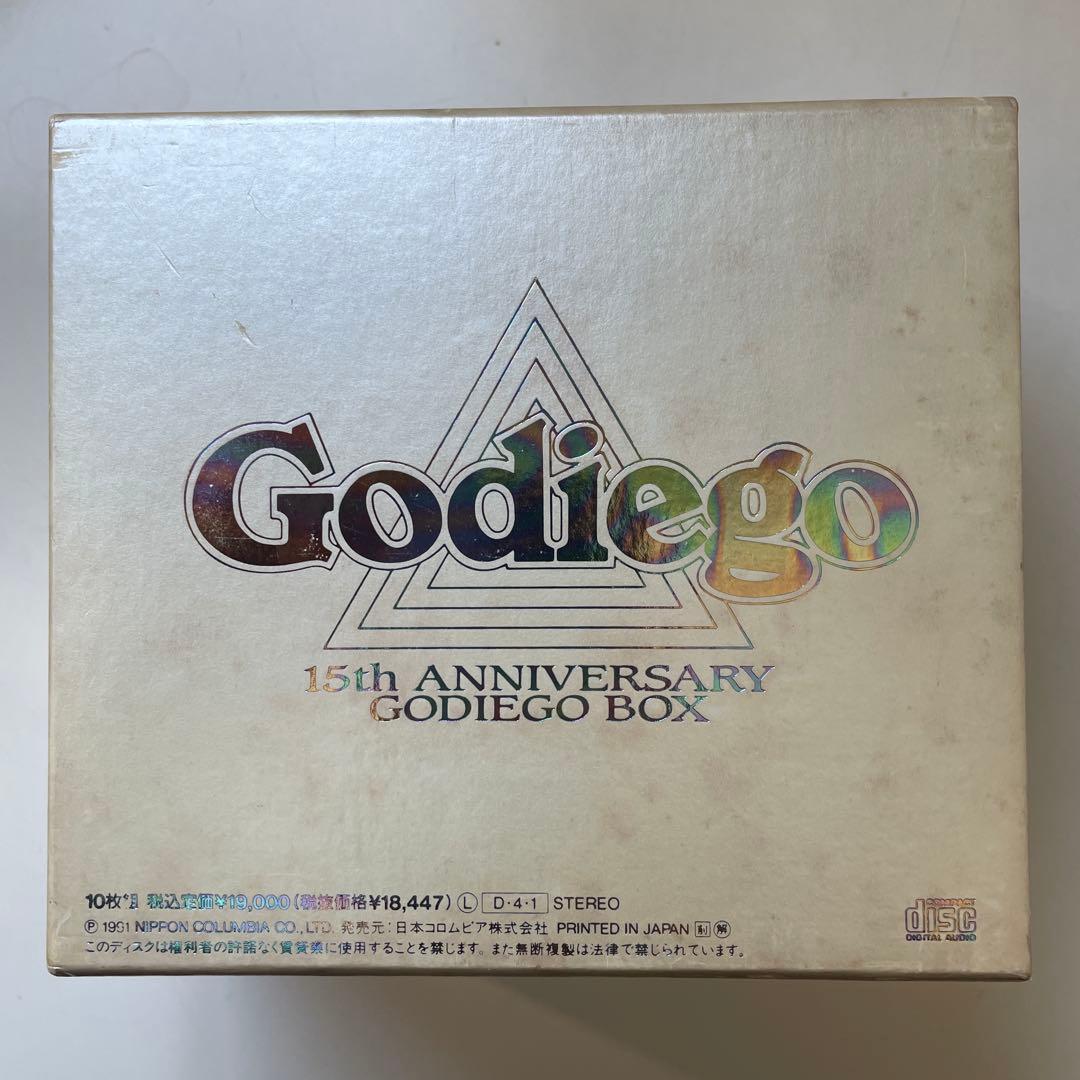 Godiego
15th ANNIVERSARY
GODIEGO BOX
10枚組 税込定価¥19,000(税抜価格¥18,447) Ⓛ D・4・1 STEREO
Ⓟ 1991 NIPPON COLUMBIA CO., LTD. 発売元:日本コロムビア株式会社 PRINTED IN JAPAN 制 解
このディスクは権利者の許諾なく賃貸業に使用することを禁じます。また無断複製は法律で禁じられています。
COMPACT
disc
DIGITAL AUDIO